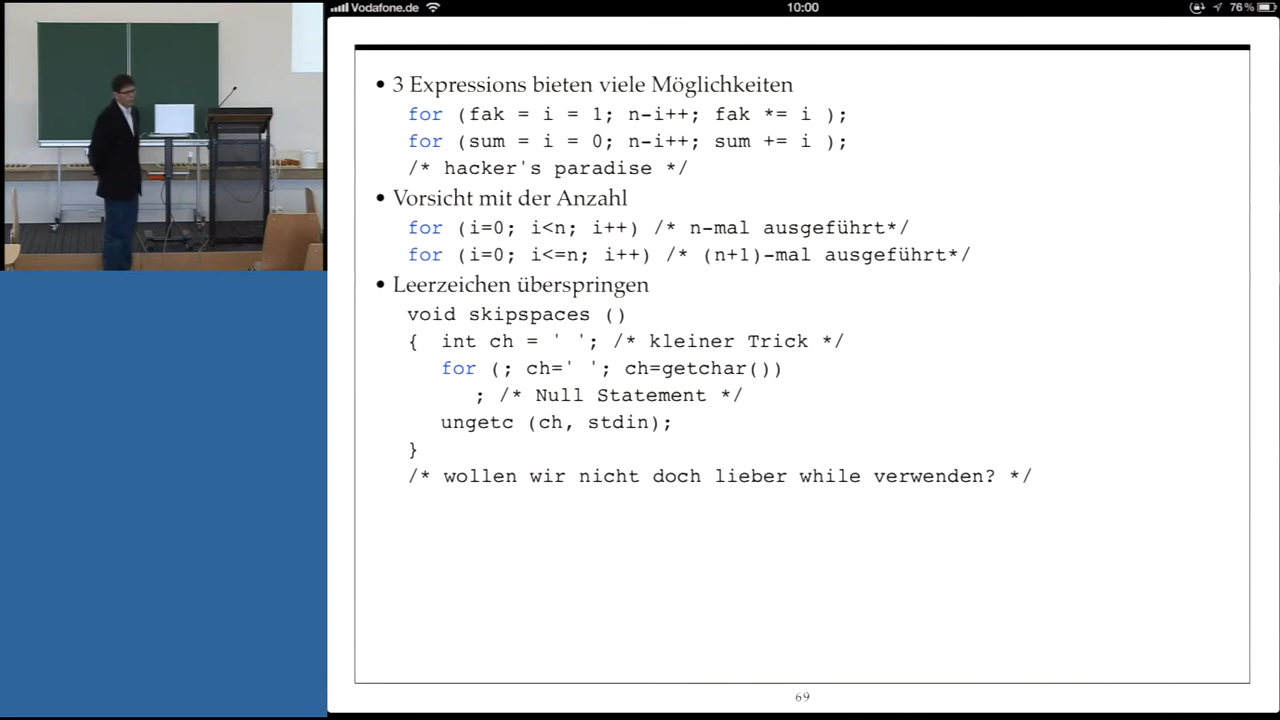 Vodafone.de
10:00
76%
• 3 Expressions bieten viele Möglichkeiten
for (fak = i = 1; n-i++; fak *= i );
for (sum = i = 0; n-i++; sum += i );
/* hacker's paradise */
• Vorsicht mit der Anzahl
for (i=0; i<n; i++) /* n-mal ausgeführt*/
for (i=0; i<=n; i++) /* (n+1)-mal ausgeführt*/
• Leerzeichen überspringen
void skipspaces ()
{ int ch = ' '; /* kleiner Trick */
for (; ch=' '; ch=getchar())
; /* Null Statement */
ungetc (ch, stdin);
}
/* wollen wir nicht doch lieber while verwenden? */
69